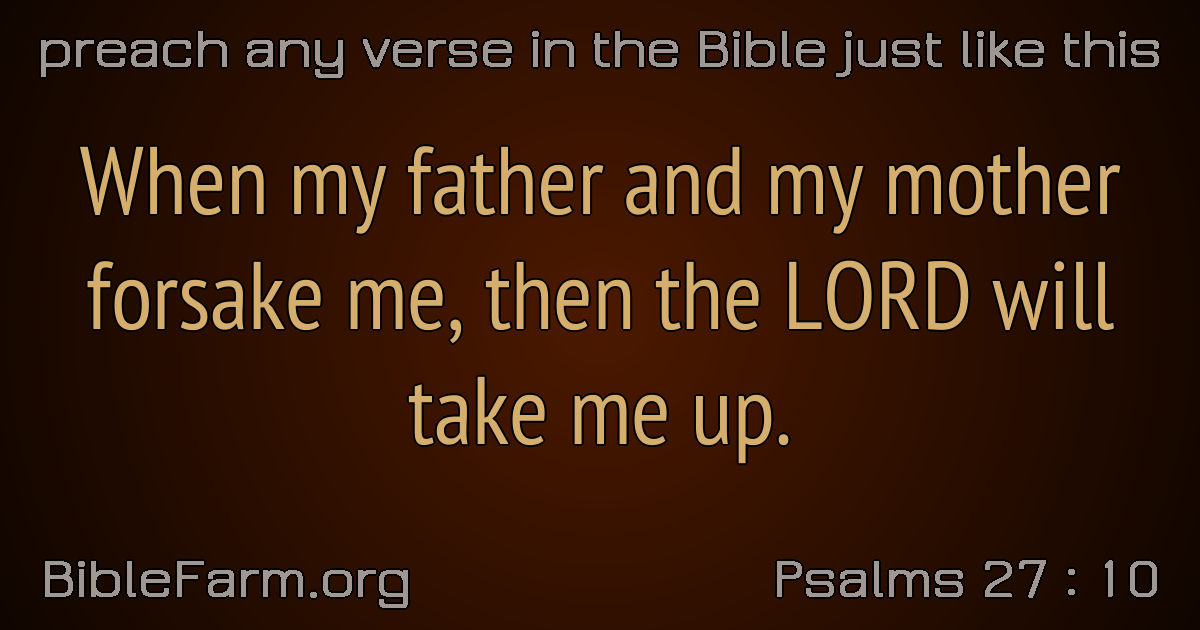 preach any verse in the Bible just like this
When my father and my mother
forsake me, then the LORD will
take me up.
BibleFarm.org
Psalms 27 : 10